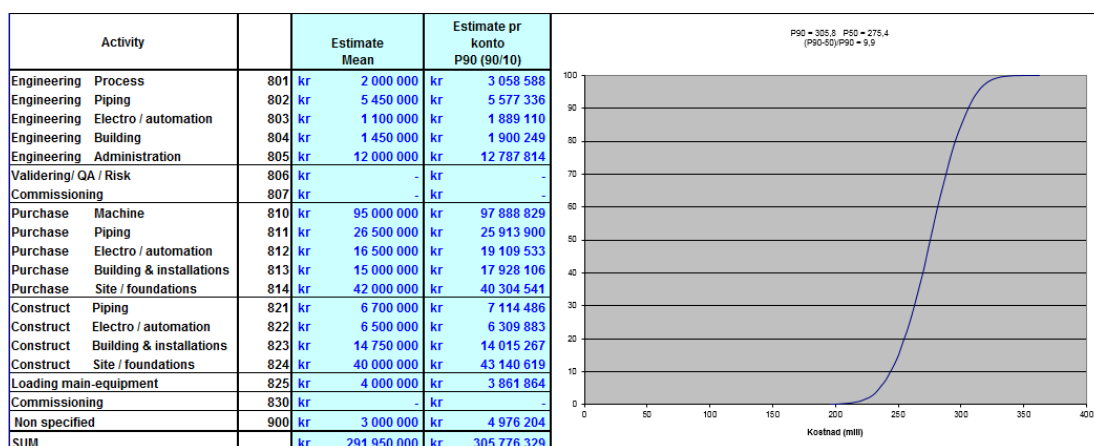 Activity Estimate Mean Estimate pr konto P90 (90/10)
Engineering Process 801 kr 2 000 000 kr 3 058 588
Engineering Piping 802 kr 5 450 000 kr 5 577 336
Engineering Electro / automation 803 kr 1 100 000 kr 1 889 110
Engineering Building 804 kr 1 450 000 kr 1 900 249
Engineering Administration 805 kr 12 000 000 kr 12 787 814
Validering/ QA / Risk 806 kr - kr -
Commissioning 807 kr - kr -
Purchase Machine 810 kr 95 000 000 kr 97 888 829
Purchase Piping 811 kr 26 500 000 kr 25 913 900
Purchase Electro / automation 812 kr 16 500 000 kr 19 109 533
Purchase Building & installations 813 kr 15 000 000 kr 17 928 106
Purchase Site / foundations 814 kr 42 000 000 kr 40 304 541
Construct Piping 821 kr 6 700 000 kr 7 114 486
Construct Electro / automation 822 kr 6 500 000 kr 6 309 883
Construct Building & installations 823 kr 14 750 000 kr 14 015 267
Construct Site / foundations 824 kr 40 000 000 kr 43 140 619
Loading main-equipment 825 kr 4 000 000 kr 3 861 864
Commissioning 830 kr - kr -
Non specified 900 kr 3 000 000 kr 4 976 204
SUM kr 291 950 000 kr 305 776 329
P90 = 305,8 P50 = 275,4
(P90-50)/P90 = 9,9
100
90
80
70
60
50
40
30
20
10
0
0 50 100 150 200 250 300 350 400
Kostnad (mill)